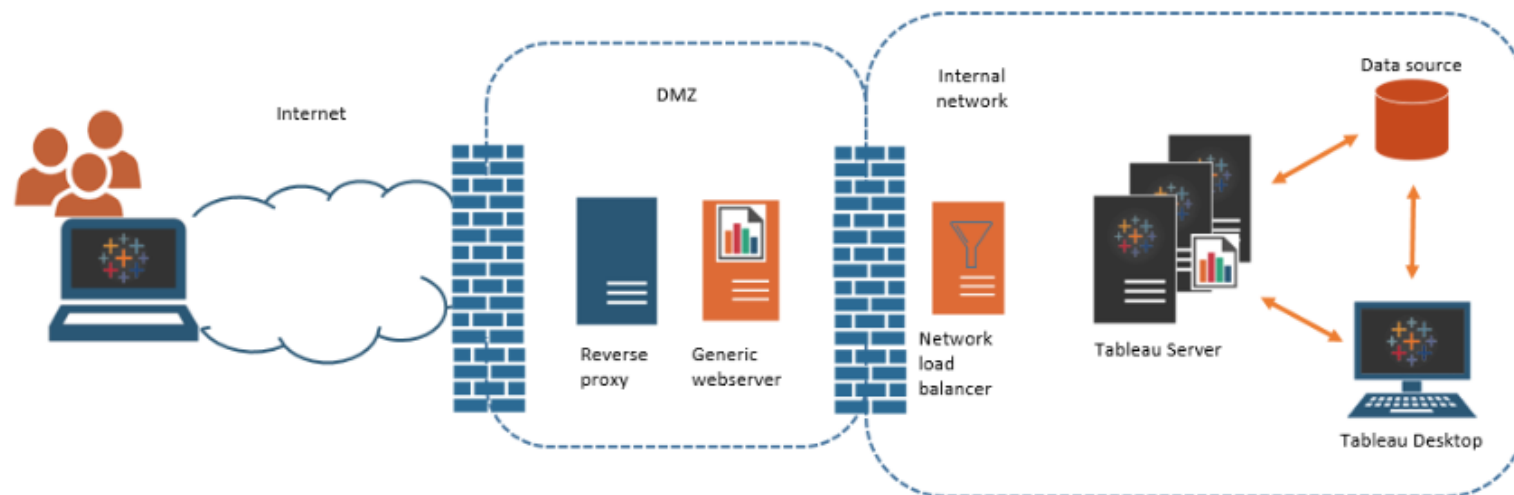 Internet
DMZ
Reverse
proxy
Generic
webserver
Internal
network
Network
load
balancer
Tableau Server
Data source
Tableau Desktop